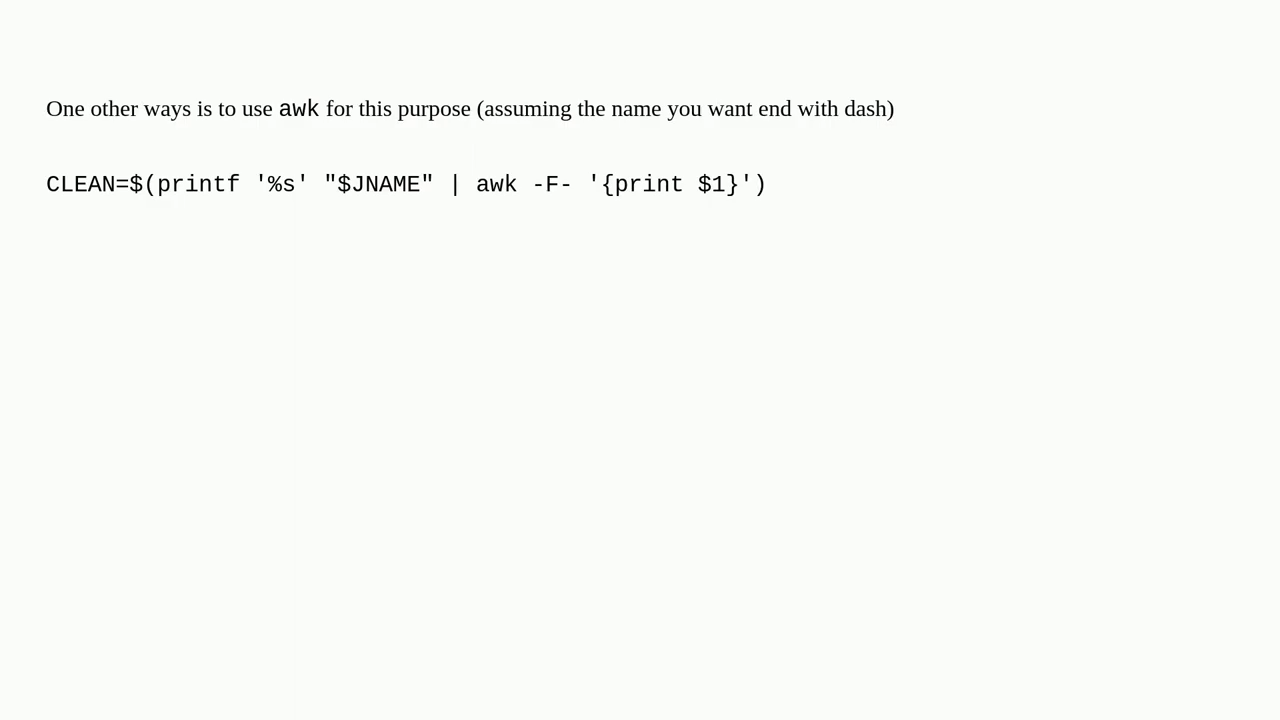 One other ways is to use awk for this purpose (assuming the name you want end with dash)
CLEAN=$(printf '%s' "$JNAME" | awk -F- '{print $1}')